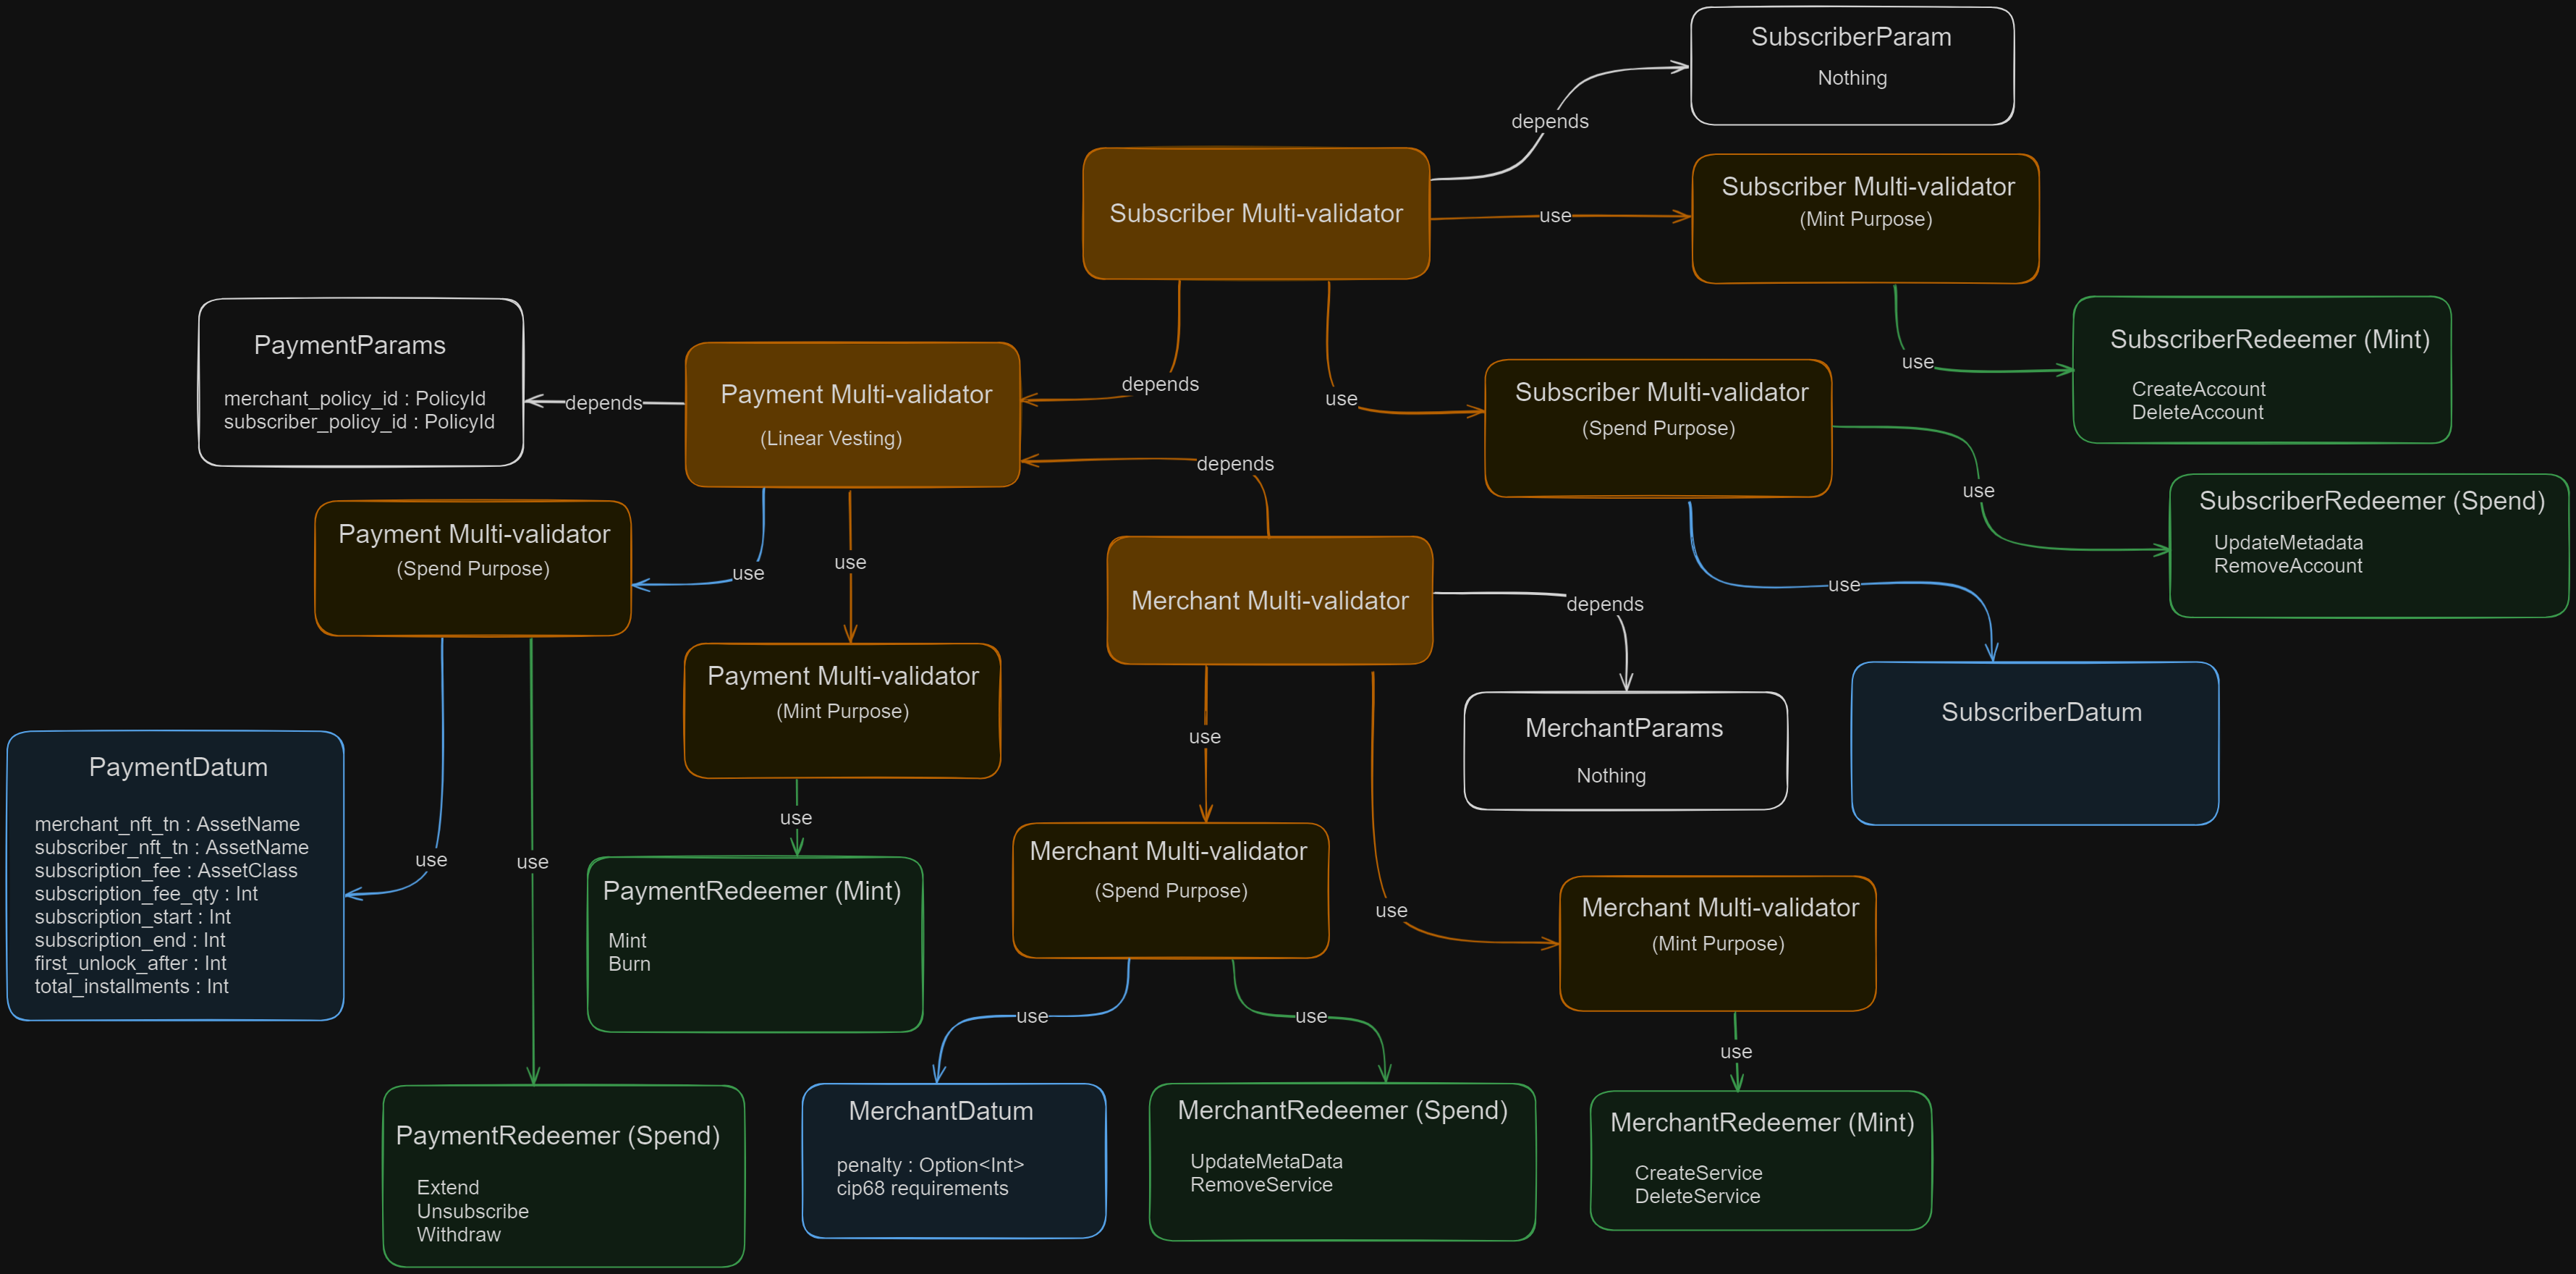 SubscriberParam
Nothing
depends
Subscriber Multi-validator
use
Subscriber Multi-validator
(Mint Purpose)
use
SubscriberRedeemer (Mint)
CreateAccount
DeleteAccount
PaymentParams
merchant_policy_id : PolicyId
subscriber_policy_id : PolicyId
depends
Payment Multi-validator
(Linear Vesting)
depends
use
Subscriber Multi-validator
(Spend Purpose)
use
SubscriberRedeemer (Spend)
UpdateMetadata
RemoveAccount
depends
Payment Multi-validator
(Spend Purpose)
use
use
Merchant Multi-validator
depends
use
Payment Multi-validator
(Mint Purpose)
MerchantParams
Nothing
SubscriberDatum
use
PaymentDatum
merchant_nft_tn : AssetName
subscriber_nft_tn : AssetName
subscription_fee : AssetClass
subscription_fee_qty : Int
subscription_start : Int
subscription_end : Int
first_unlock_after : Int
total_installments : Int
use
use
use
PaymentRedeemer (Mint)
Mint
Burn
Merchant Multi-validator
(Spend Purpose)
use
Merchant Multi-validator
(Mint Purpose)
use
use
use
PaymentRedeemer (Spend)
Extend
Unsubscribe
Withdraw
MerchantDatum
penalty : Option<Int>
cip68 requirements
MerchantRedeemer (Spend)
UpdateMetaData
RemoveService
MerchantRedeemer (Mint)
CreateService
DeleteService